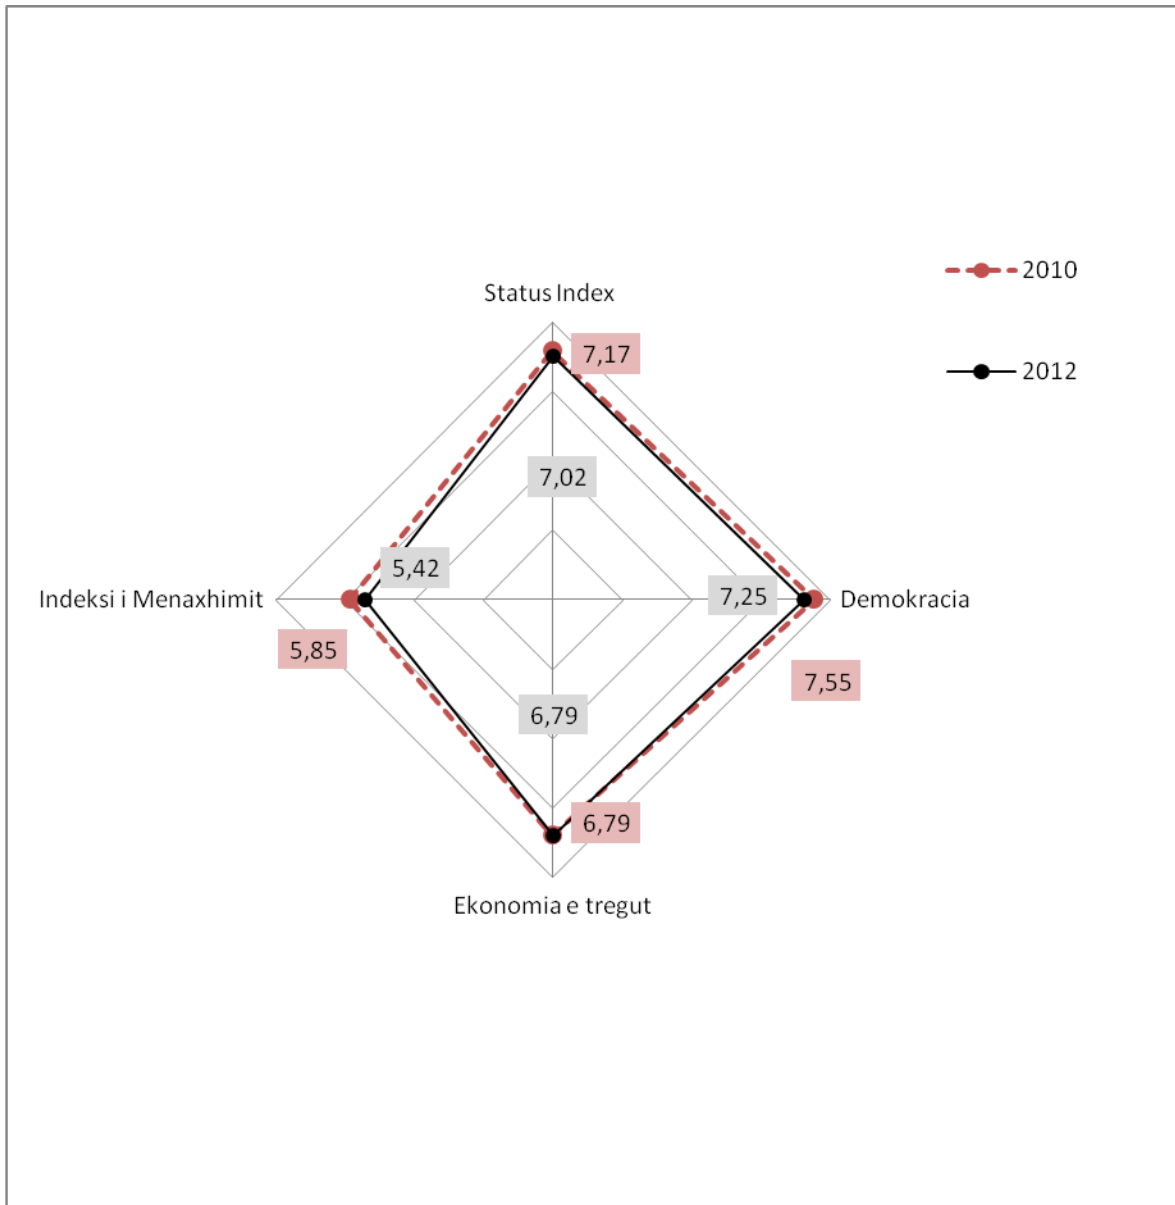 2010
Status Index
7,17
2012
7,02
5,42
7,25
Indeksi i Menaxhimit
Demokracia
5,85
7,55
6,79
6,79
Ekonomia e tregut